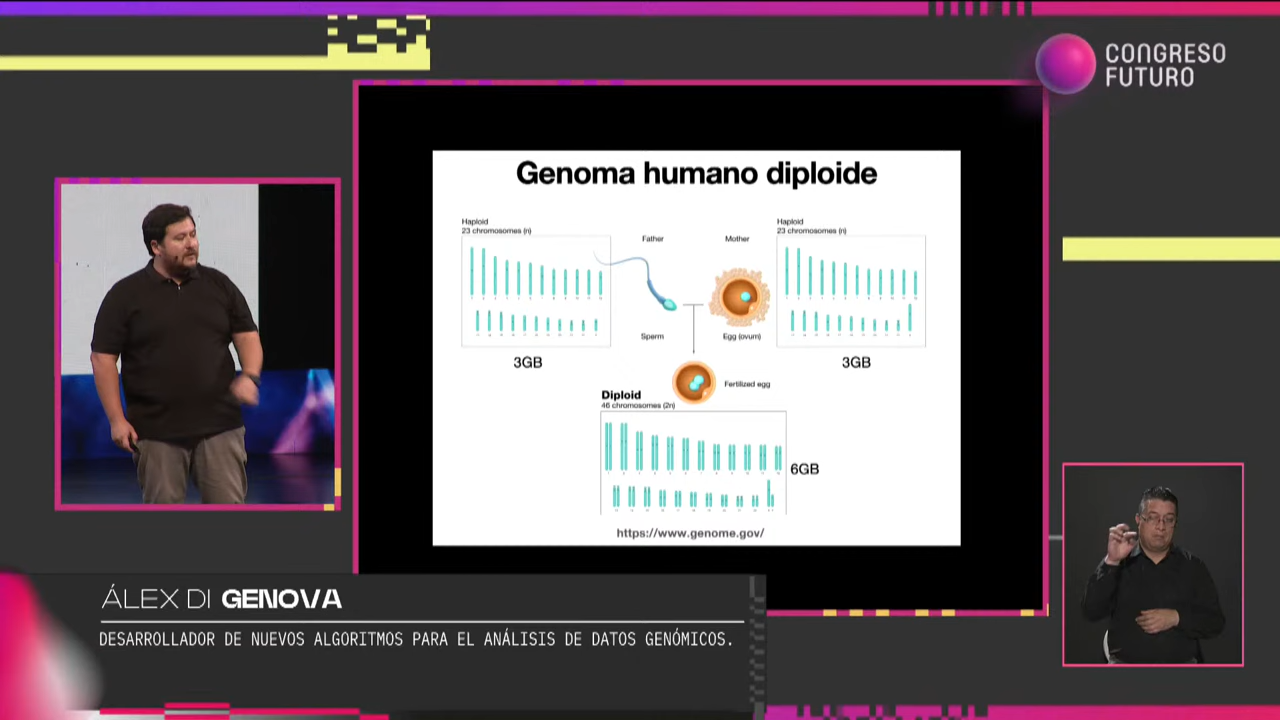 CONGRESO
FUTURO
Genoma humano diploide
Haploid
23 chromosomes (n)
Father
Mother
Haploid
23 chromosomes (n)
Sperm
Egg (ovum)
3GB
3GB
Fertilized egg
Diploid
46 chromosomes (2n)
6GB
https://www.genome.gov/
ÁLEX DI GENOVA
DESARROLLADOR DE NUEVOS ALGORITMOS PARA EL ANÁLISIS DE DATOS GENÓMICOS.